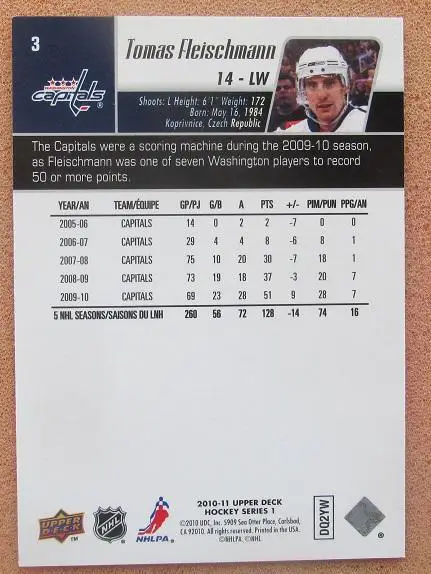 3
Tomas Fleischmann
14 - LW
WASHINGTON
capitals
Shoots: L Height: 6'1" Weight: 172
Born: May 16, 1984
Koprivnice, Czech Republic
The Capitals were a scoring machine during the 2009-10 season,
as Fleischmann was one of seven Washington players to record
50 or more points.
YEAR/AN TEAM/ÉQUIPE GP/PJ G/B A PTS +/- PIM/PUN PPG/AN
2005-06 CAPITALS 14 0 2 2 -7 0 0
2006-07 CAPITALS 29 4 4 8 -6 8 1
2007-08 CAPITALS 75 10 20 30 -7 18 1
2008-09 CAPITALS 73 19 18 37 -3 20 7
2009-10 CAPITALS 69 23 28 51 9 28 7
5 NHL SEASONS/SAISONS DU LNH 260 56 72 128 -14 74 16
UPPER DECK
TM
NHL
NHLPA
2010-11 UPPER DECK
HOCKEY SERIES 1
©2010 UDC, Inc. 5909 Sea Otter Place, Carlsbad,
CA 92010. All rights reserved. Printed in the USA.
©NHLPA. ©NHL.
DQ2YW
®